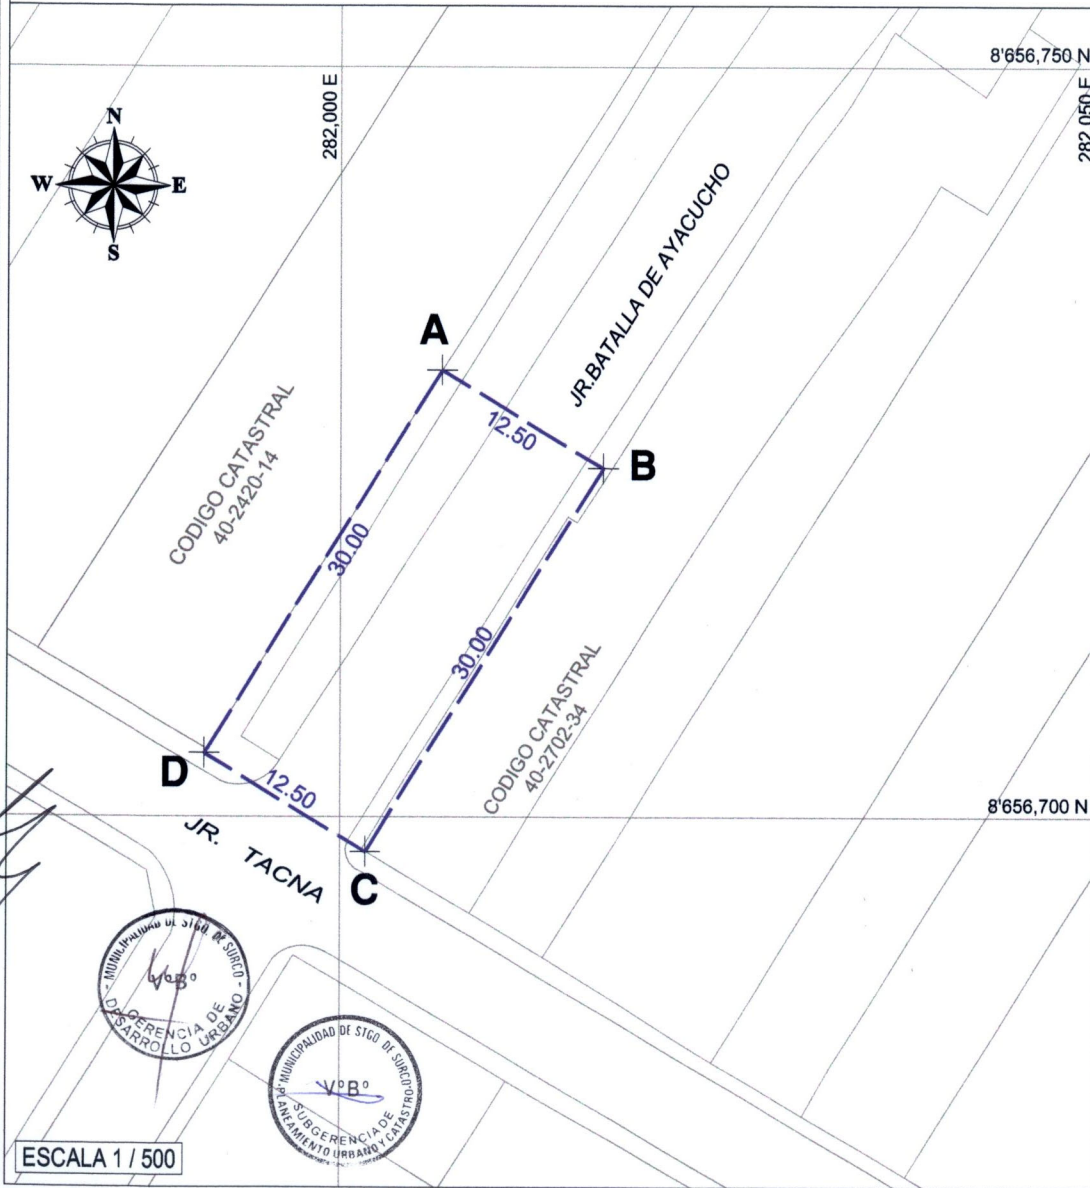 8'656,750 N
282,000 E
282,050 E
N
W
E
S
JR.BATALLA DE AYACUCHO
A
12.50
B
CODIGO CATASTRAL
40-2420-14
30.00
30.00
CODIGO CATASTRAL
40-2702-34
D
12.50
8'656,700 N
JR. TACNA
C
- MUNICIPALIDAD DE STGO. DE SURCO -
V°B°
GERENCIA DE
DESARROLLO URBANO
MUNICIPALIDAD DE STGO DE SURCO
V°B°
SUBGERENCIA DE
PLANEAMIENTO URBANO Y CATASTRO
ESCALA 1 / 500